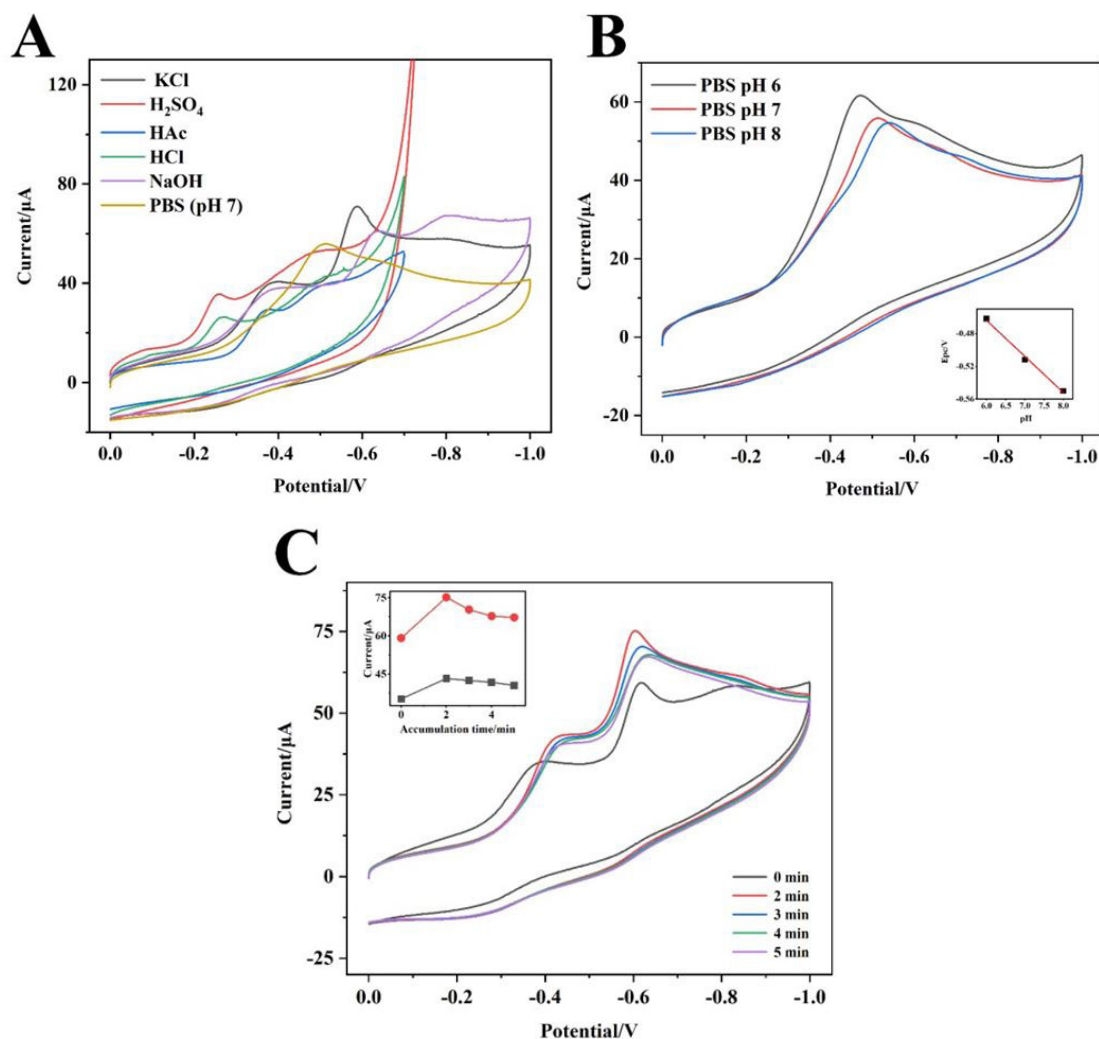 A
120
80
40
0
Current/μA
KCl
H₂SO₄
HAc
HCl
NaOH
PBS (pH 7)
0.0 -0.2 -0.4 -0.6 -0.8 -1.0
Potential/V
B
60
40
20
0
-20
Current/μA
PBS pH 6
PBS pH 7
PBS pH 8
-0.48
-0.52
-0.56
Epc/V
6.0 6.5 7.0 7.5 8.0
pH
0.0 -0.2 -0.4 -0.6 -0.8 -1.0
Potential/V
C
75
50
25
0
-25
Current/μA
75
60
45
Current/μA
0 2 4
Accumulation time/min
0 min
2 min
3 min
4 min
5 min
0.0 -0.2 -0.4 -0.6 -0.8 -1.0
Potential/V